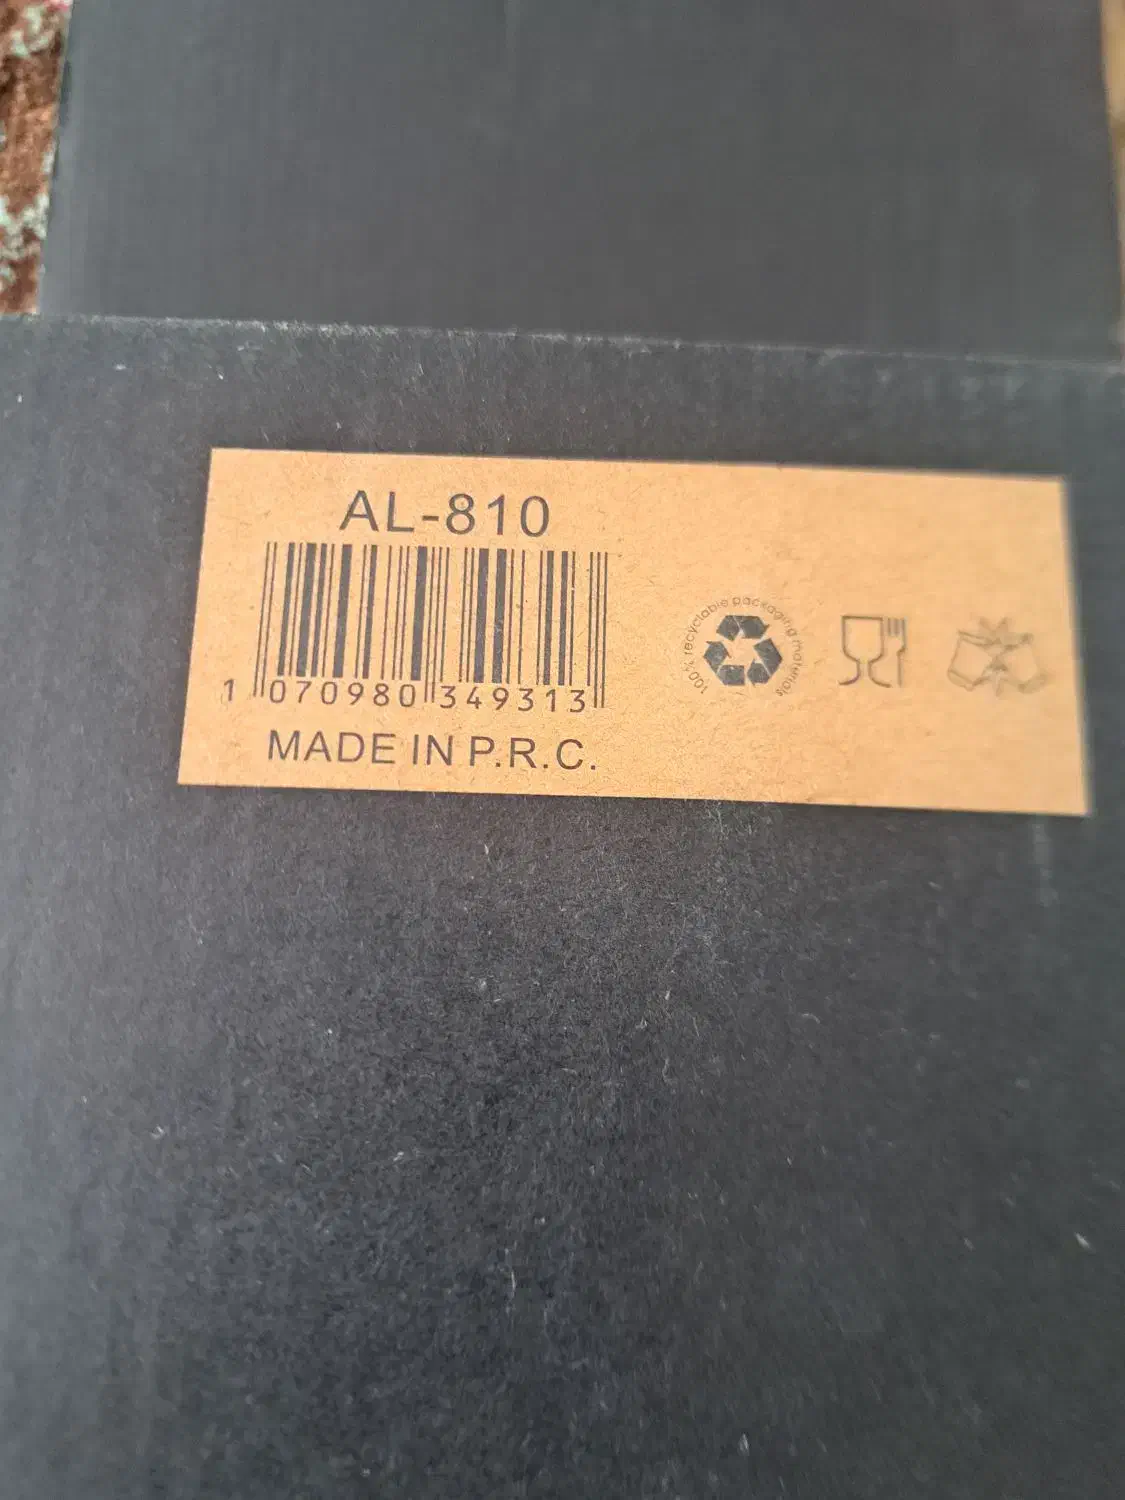 AL-810
1 070980 349313
MADE IN P.R.C.
100% recyclable packaging materials